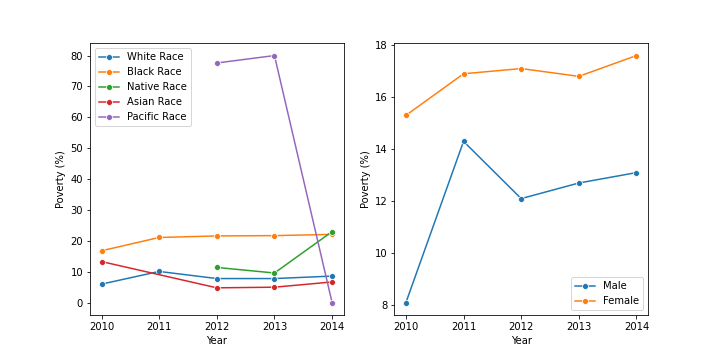 White Race
Black Race
Native Race
Asian Race
Pacific Race
80
70
60
50
40
30
20
10
0
Poverty (%)
2010 2011 2012 2013 2014
Year
18
16
14
12
10
8
Poverty (%)
Male
Female
2010 2011 2012 2013 2014
Year